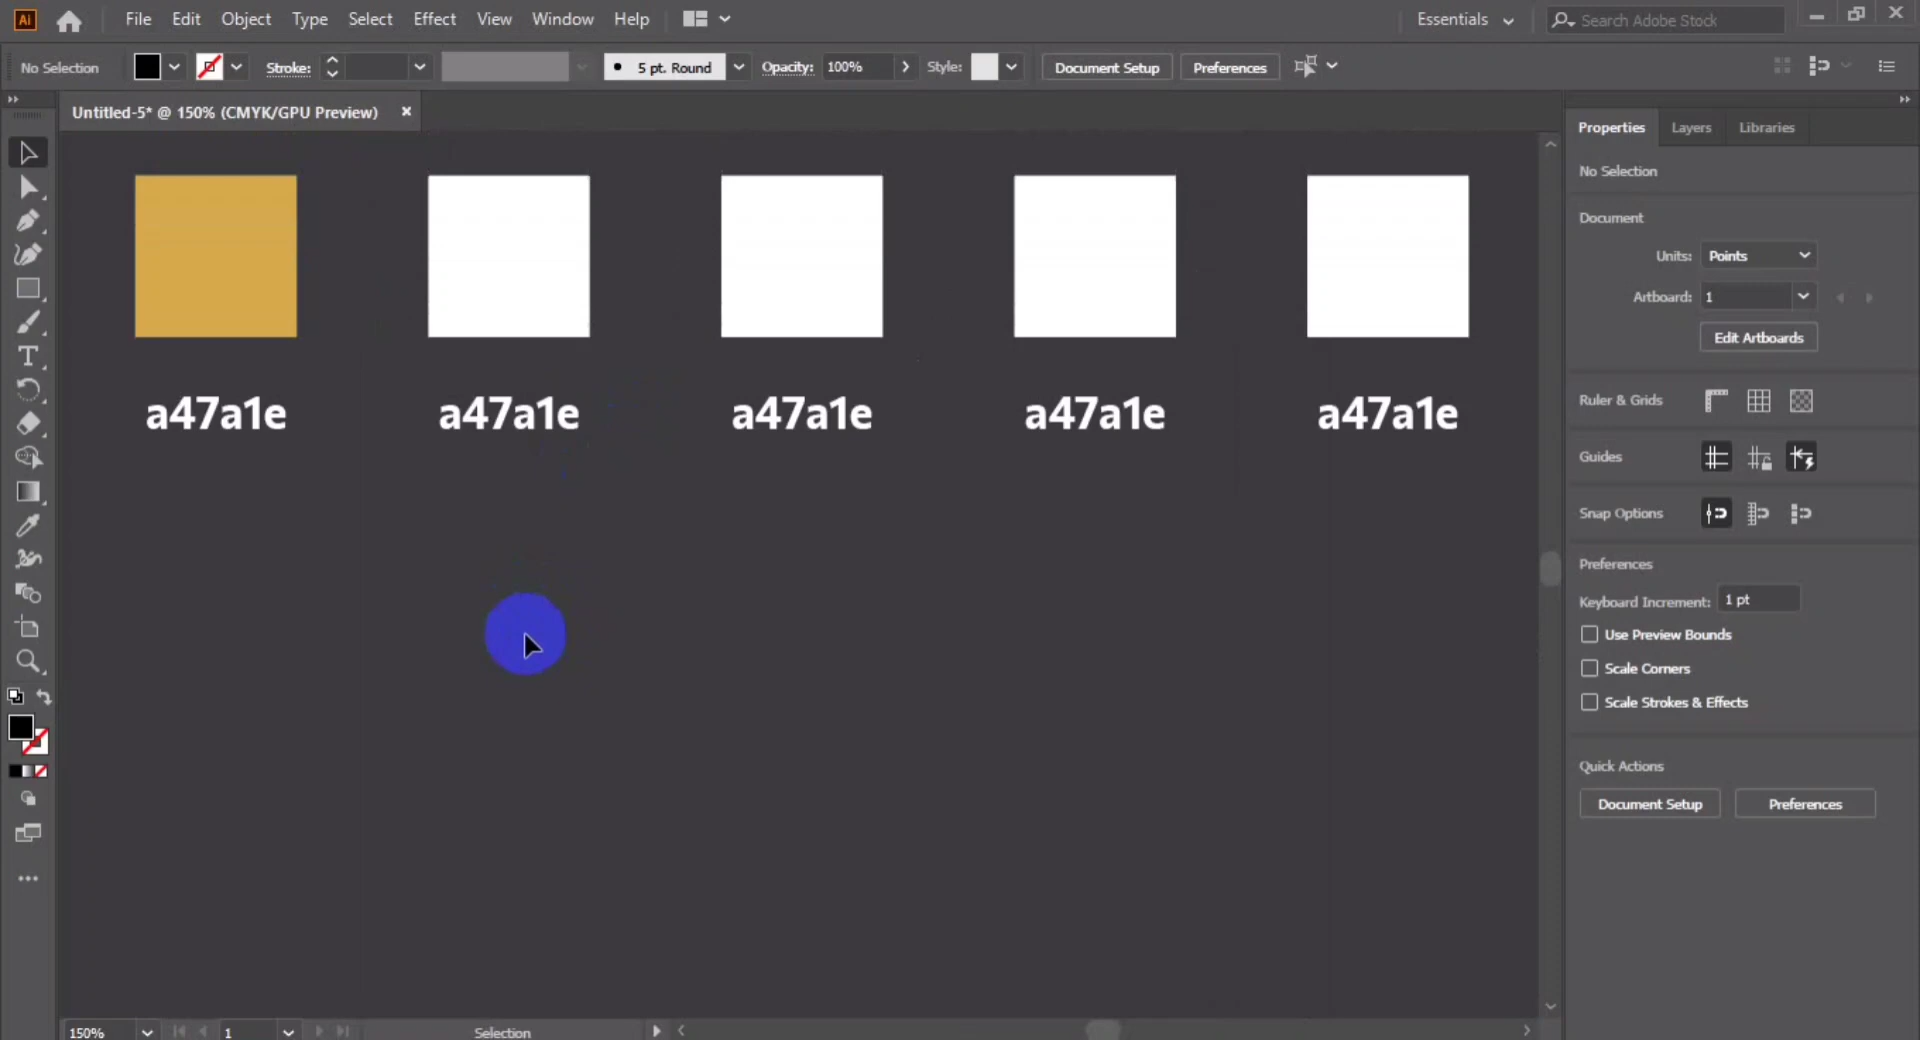 Ai File Edit Object Type Select Effect View Window Help Essentials Search Adobe Stock
No Selection Stroke: 5 pt. Round Opacity: 100% Style: Document Setup Preferences
Untitled-5* @ 150% (CMYK/GPU Preview) ×
Properties Layers Libraries
No Selection
Document
Units: Points
Artboard: 1
Edit Artboards
Ruler & Grids
a47a1e a47a1e a47a1e a47a1e a47a1e
Guides
Snap Options
Preferences
Keyboard Increment: 1 pt
Use Preview Bounds
Scale Corners
Scale Strokes & Effects
Quick Actions
Document Setup Preferences
150% 1 Selection